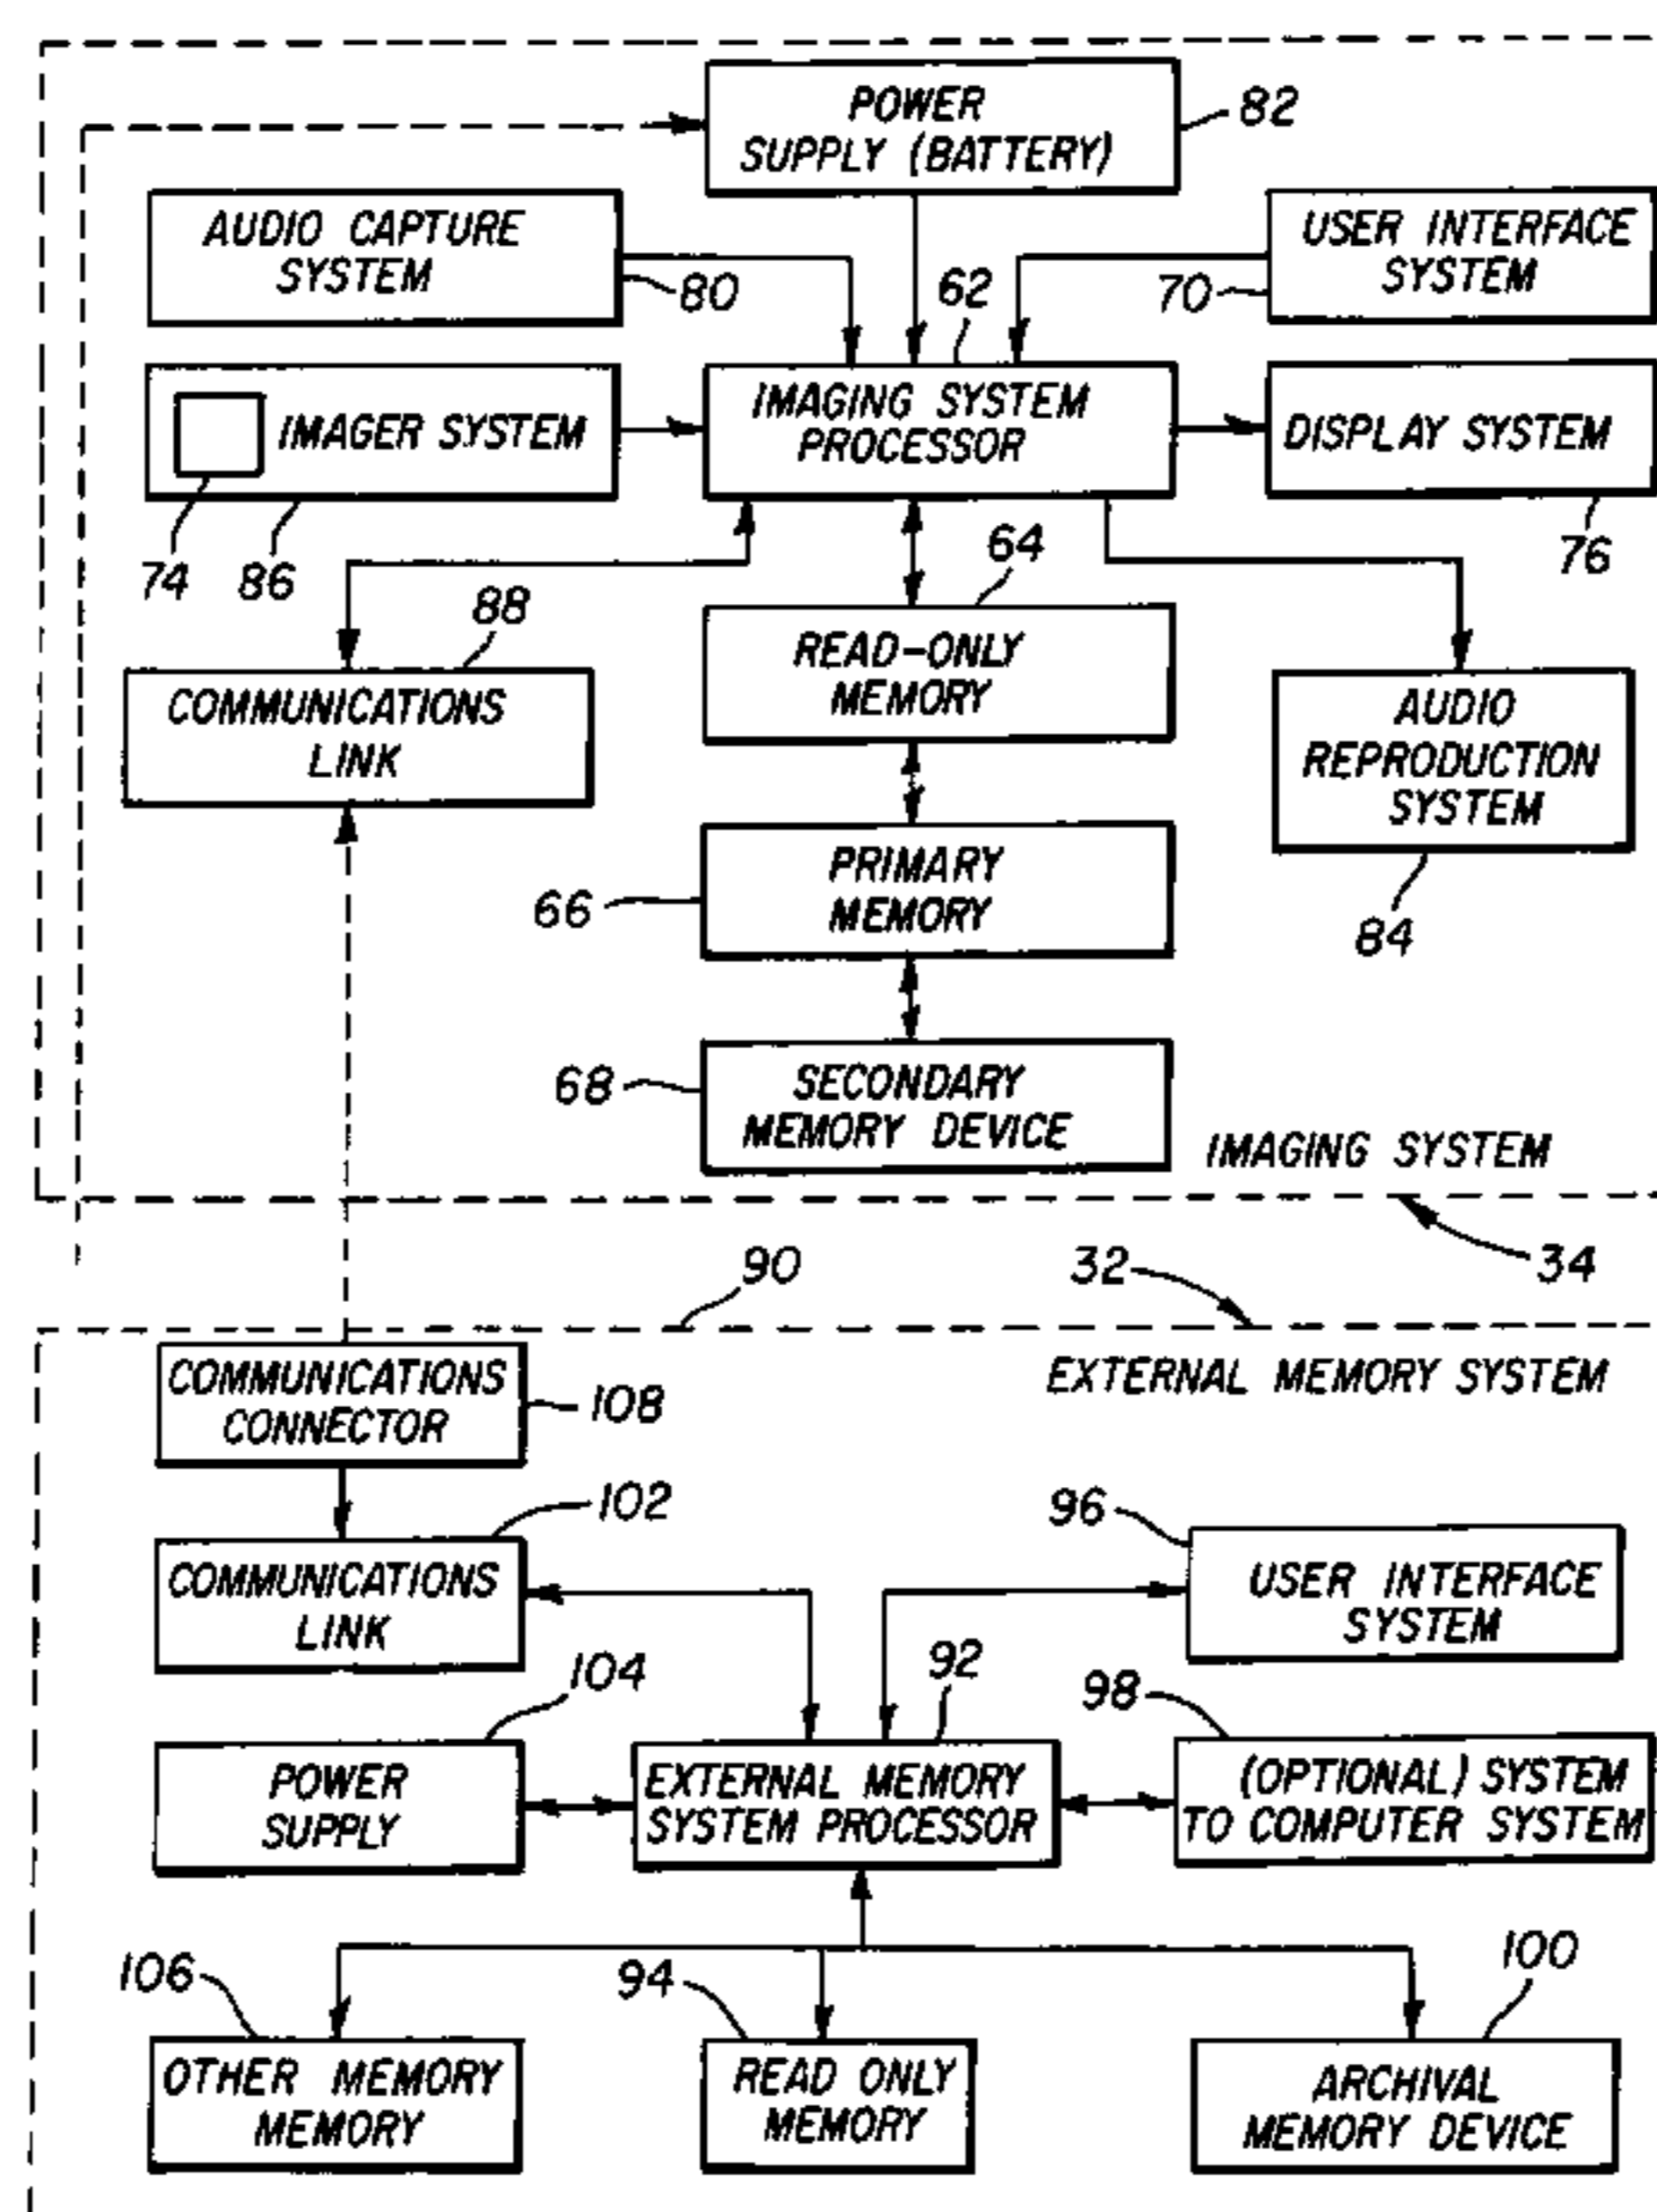 POWER
SUPPLY (BATTERY)
82
AUDIO CAPTURE
SYSTEM
80
62
70
USER INTERFACE
SYSTEM
IMAGER SYSTEM
IMAGING SYSTEM
PROCESSOR
DISPLAY SYSTEM
74
86
64
76
88
COMMUNICATIONS
LINK
READ-ONLY
MEMORY
AUDIO
REPRODUCTION
SYSTEM
66
PRIMARY
MEMORY
84
68
SECONDARY
MEMORY DEVICE
IMAGING SYSTEM
90
32
34
COMMUNICATIONS
CONNECTOR
108
EXTERNAL MEMORY SYSTEM
102
96
COMMUNICATIONS
LINK
USER INTERFACE
SYSTEM
104
92
98
POWER
SUPPLY
EXTERNAL MEMORY
SYSTEM PROCESSOR
(OPTIONAL) SYSTEM
TO COMPUTER SYSTEM
106
94
100
OTHER MEMORY
MEMORY
READ ONLY
MEMORY
ARCHIVAL
MEMORY DEVICE